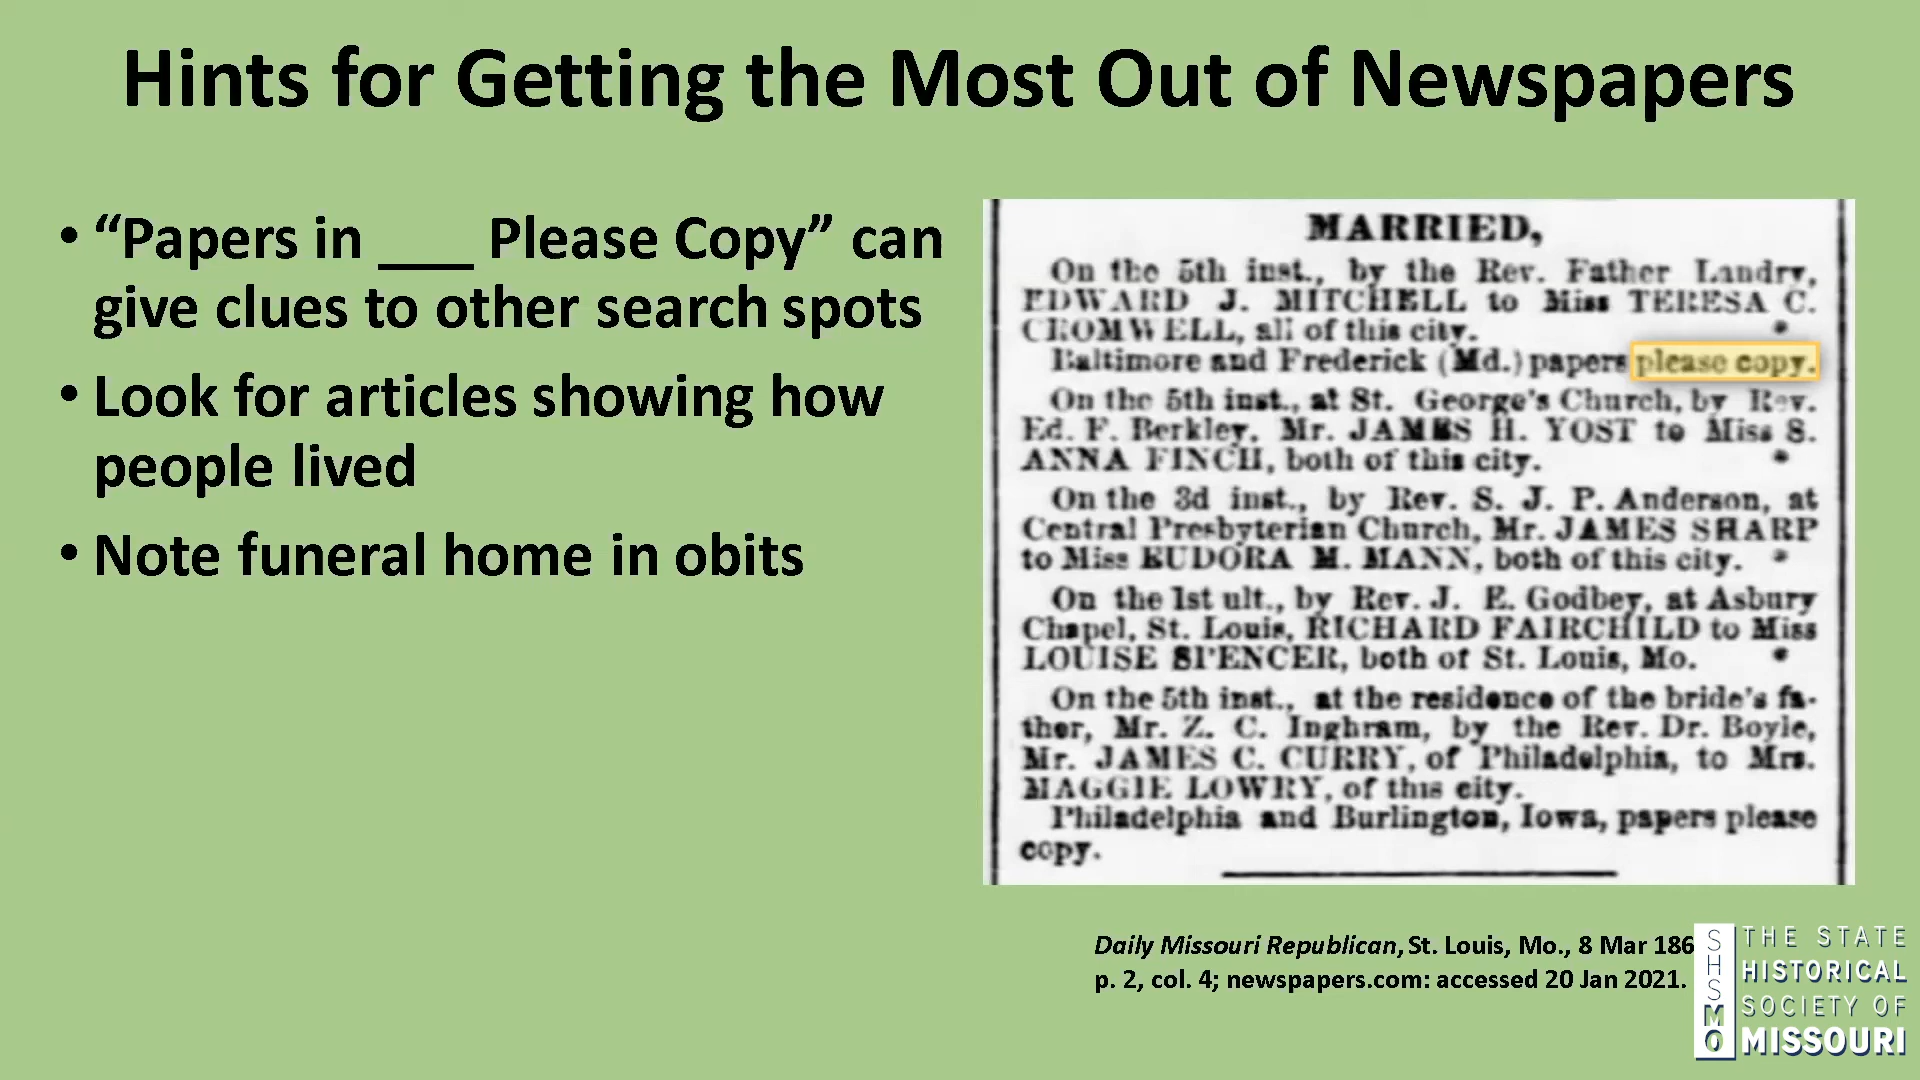 Hints for Getting the Most Out of Newspapers
• “Papers in ___ Please Copy” can
give clues to other search spots
• Look for articles showing how
people lived
• Note funeral home in obits
MARRIED,
On the 5th inst., by the Rev. Father Landry,
EDWARD J. MITCHELL to Miss TERESA C.
CROMWELL, all of this city. *
Baltimore and Frederick (Md.) papers please copy.
On the 5th inst., at St. George's Church, by Rev.
Ed. F. Berkley, Mr. JAMES H. YOST to Miss S.
ANNA FINCH, both of this city. *
On the 3d inst., by Rev. S. J. P. Anderson, at
Central Presbyterian Church, Mr. JAMES SHARP
to Miss EUDORA M. MANN, both of this city. *
On the 1st ult., by Rev. J. E. Godbey, at Asbury
Chapel, St. Louis, RICHARD FAIRCHILD to Miss
LOUISE SPENCER, both of St. Louis, Mo. *
On the 5th inst., at the residence of the bride's fa-
ther, Mr. Z. C. Inghram, by the Rev. Dr. Boyle,
Mr. JAMES C. CURRY, of Philadelphia, to Mrs.
MAGGIE LOWRY, of this city.
Philadelphia and Burlington, Iowa, papers please
copy.
Daily Missouri Republican, St. Louis, Mo., 8 Mar 186
p. 2, col. 4; newspapers.com: accessed 20 Jan 2021.
SHSMO
THE STATE
HISTORICAL
SOCIETY OF
MISSOURI